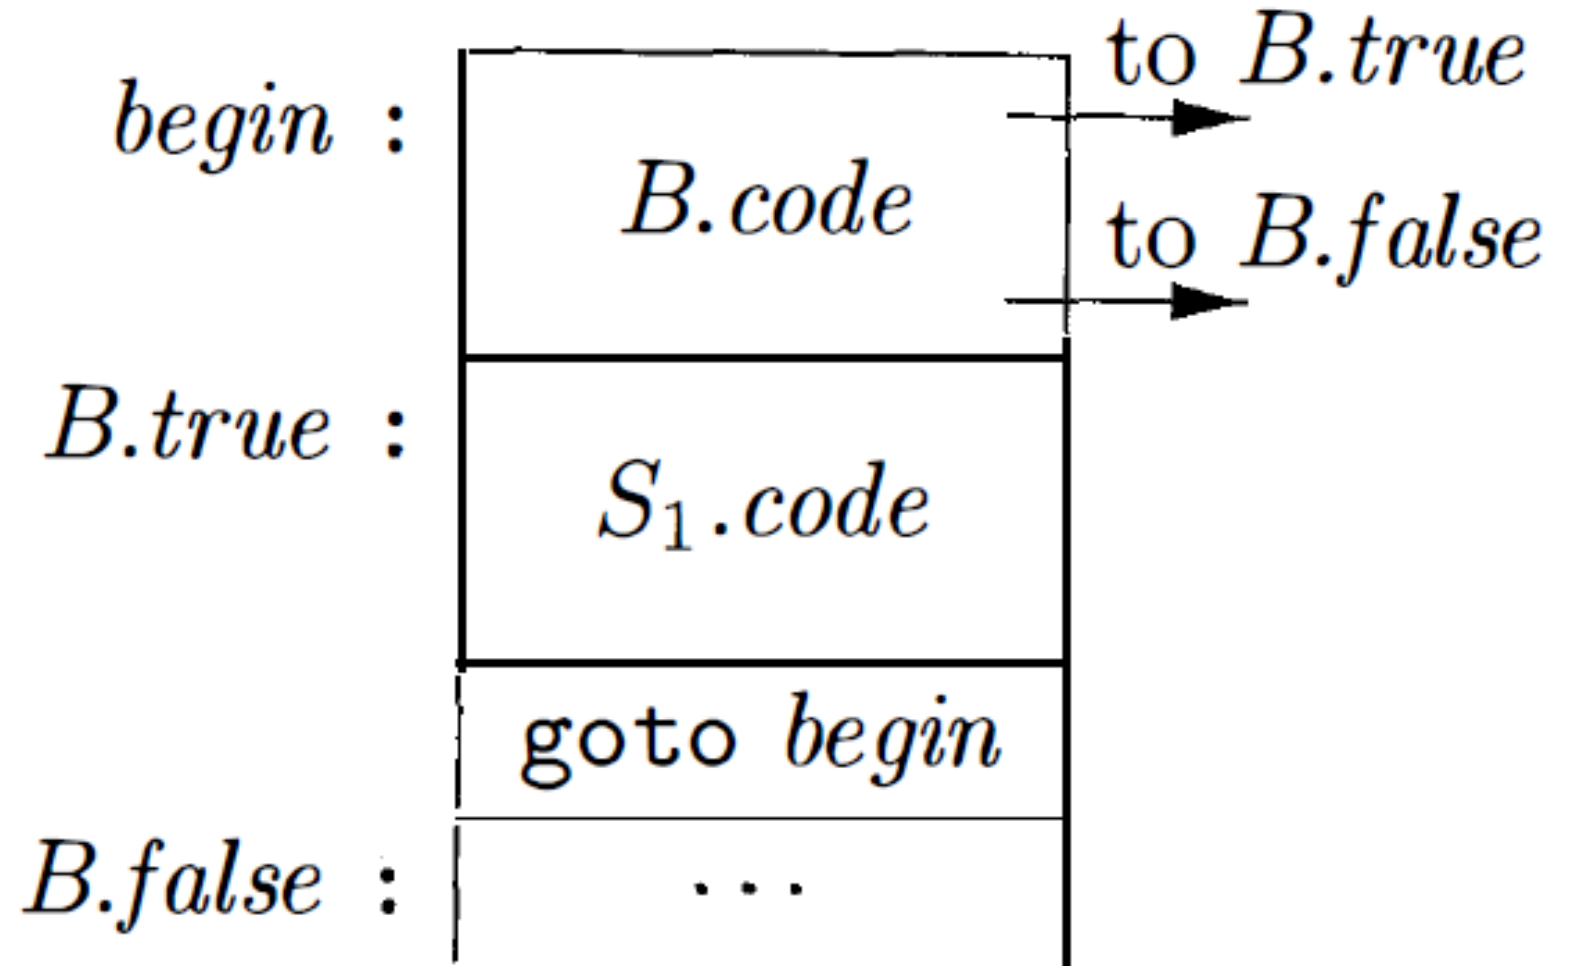 to B.true
begin :
B.code
to B.false
B.true :
S₁.code
goto begin
B.false :
...